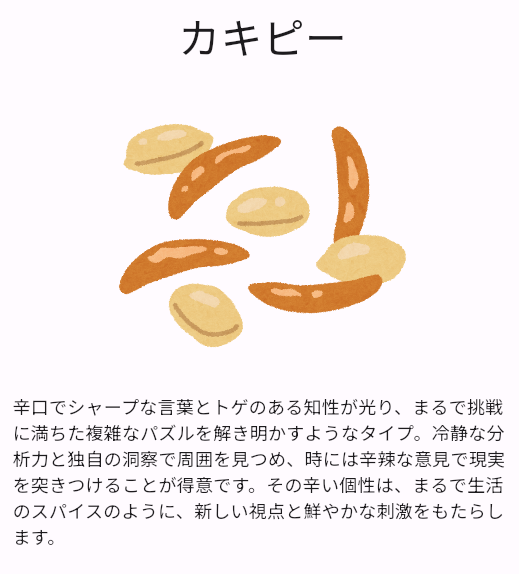 カキピー
辛口でシャープな言葉とトゲのある知性が光り、まるで挑戦
に満ちた複雑なパズルを解き明かすようなタイプ。冷静な分
析力と独自の洞察で周囲を見つめ、時には辛辣な意見で現実
を突きつけることが得意です。その辛い個性は、まるで生活
のスパイスのように、新しい視点と鮮やかな刺激をもたらし
ます。